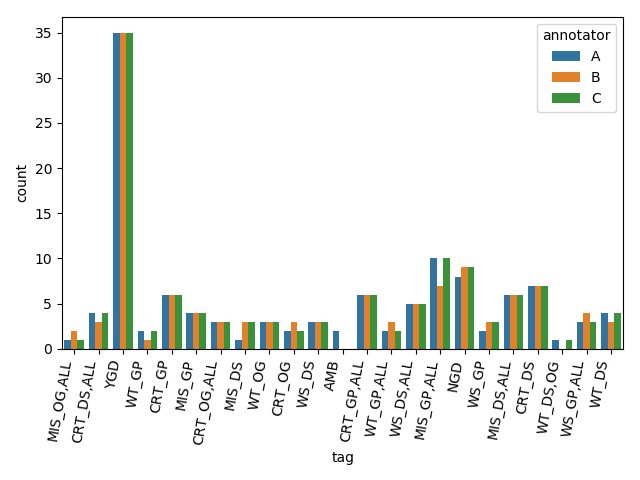 annotator
A
B
C
35
30
25
20
15
10
5
0
count
MIS_OG,ALL
CRT_DS,ALL
YGD
WT_GP
CRT_GP
MIS_GP
CRT_OG,ALL
MIS_DS
WT_OG
CRT_OG
WS_DS
AMB
CRT_GP,ALL
WT_GP,ALL
WS_DS,ALL
MIS_GP,ALL
NGD
WS_GP
MIS_DS,ALL
CRT_DS
WT_DS,OG
WS_GP,ALL
WT_DS
tag